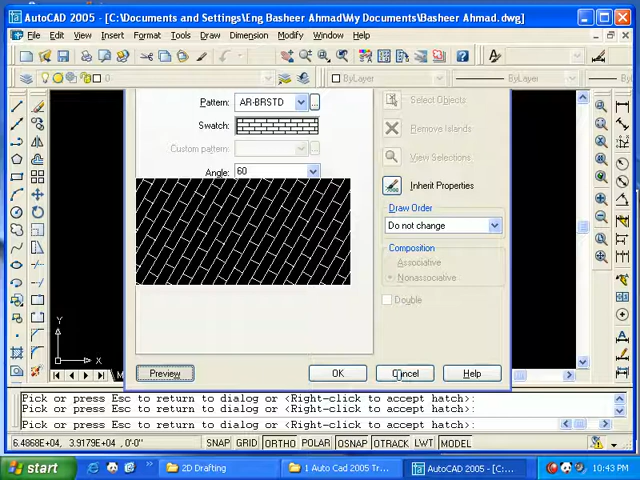 AutoCAD 2005 - [C:\Documents and Settings\Eng Basheer Ahmad\My Documents\Basheer Ahmad.dwg]
File Edit View Insert Format Tools Draw Dimension Modify Window Help
ByLayer ByLayer
Pattern: AR-BRSTD ...
Select Objects
Swatch:
Remove Islands
Custom pattern: ...
View Selections
Angle: 60
Inherit Properties
Draw Order
Do not change
Composition
Associative
Nonassociative
Double
Y
X
Preview OK Cancel Help
M
Pick or press Esc to return to dialog or <Right-click to accept hatch>:
Pick or press Esc to return to dialog or <Right-click to accept hatch>:
Pick or press Esc to return to dialog or <Right-click to accept hatch>:
6.4868E+04, 3.9179E+04 , 0'-0" SNAP GRID ORTHO POLAR OSNAP OTRACK LWT MODEL
start 2D Drafting 1 Auto Cad 2005 Tr... AutoCAD 2005 - [C:... 10:43 PM